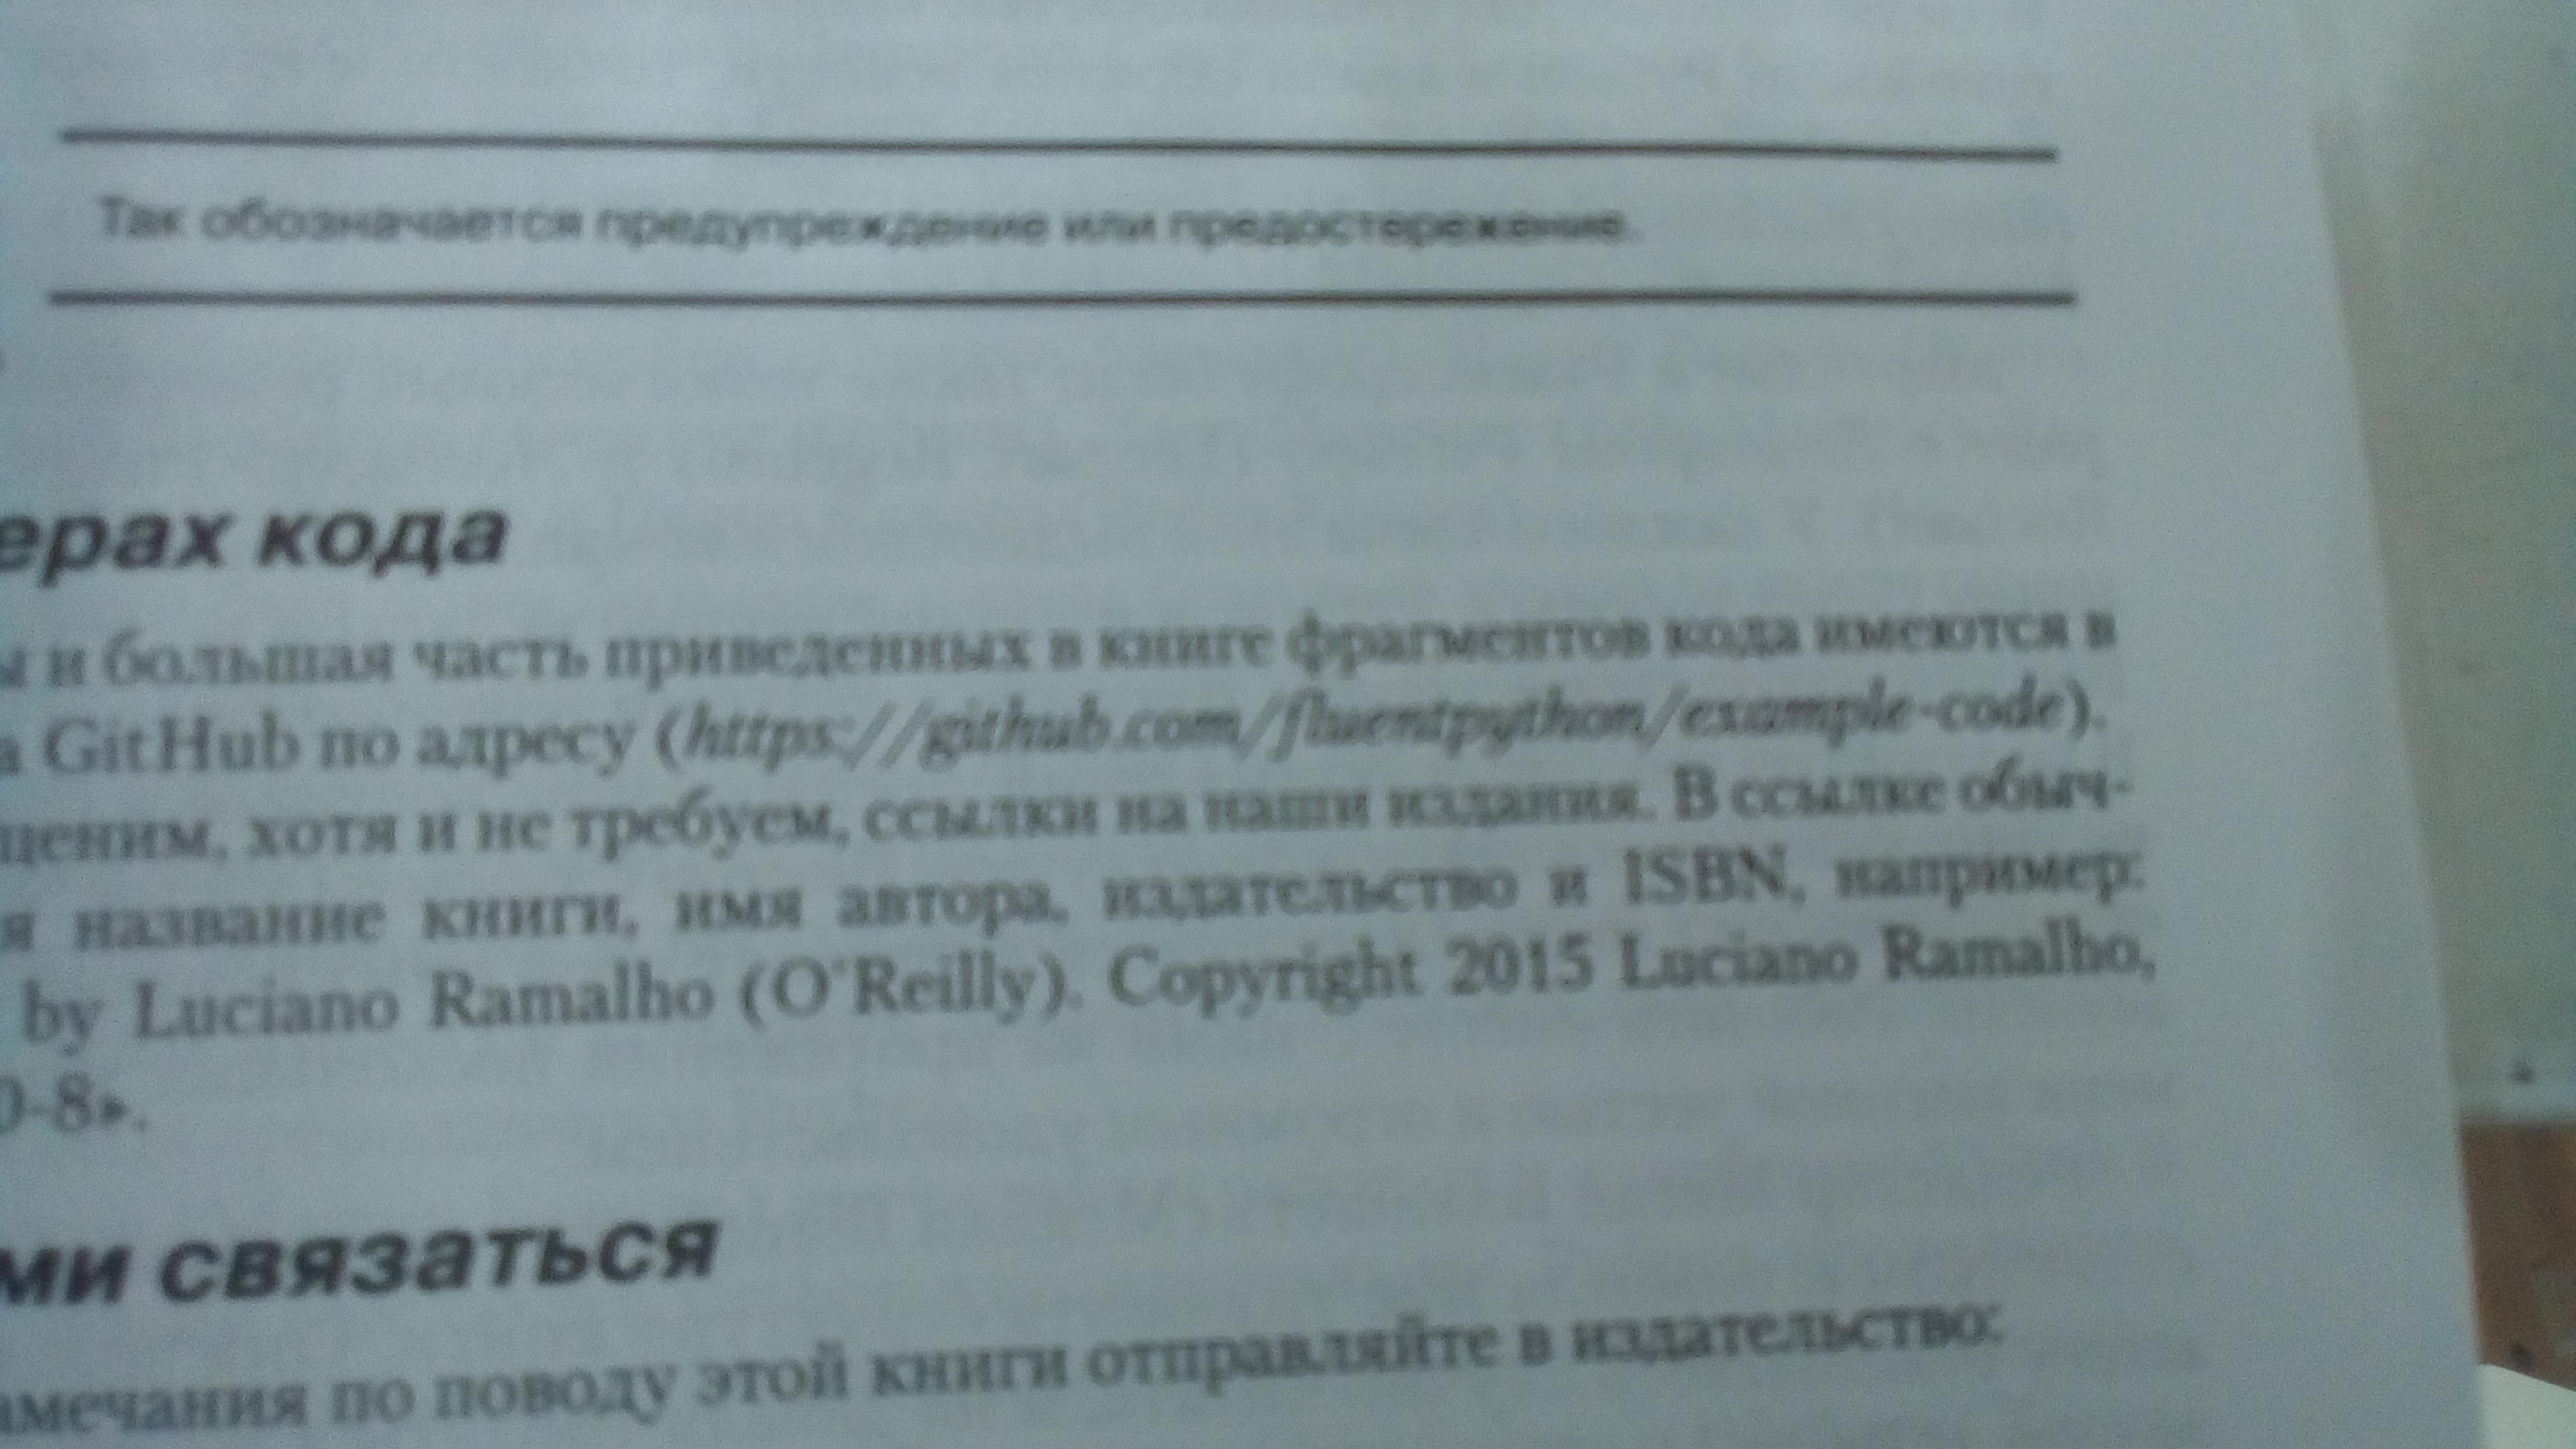 Так обозначается предупреждение или предостережение.
ерах кода
ы и большая часть приведенных в книге фрагментов кода имеются в
а GitHub по адресу (https://github.com/fluentpython/example-code).
ценим, хотя и не требуем, ссылки на наши издания. В ссылке обыч-
я название книги, имя автора, издательство и ISBN, например:
by Luciano Ramalho (O'Reilly). Copyright 2015 Luciano Ramalho,
0-8».
ми связаться
амечания по поводу этой книги отправляйте в издательство: